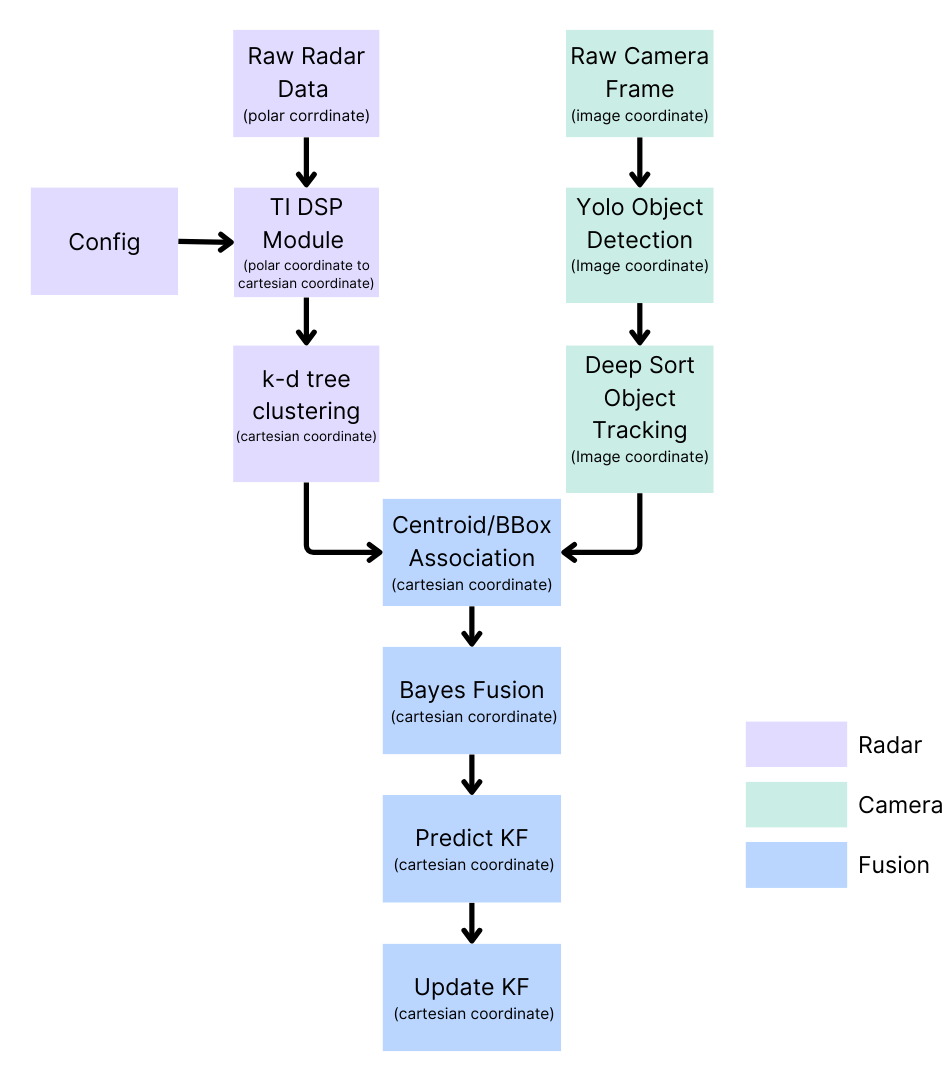 Raw Radar
Data
(polar corrdinate)
Raw Camera
Frame
(image coordinate)
Config
TI DSP
Module
(polar coordinate to
cartesian coordinate)
Yolo Object
Detection
(Image coordinate)
k-d tree
clustering
(cartesian coordinate)
Deep Sort
Object
Tracking
(Image coordinate)
Centroid/BBox
Association
(cartesian coordinate)
Bayes Fusion
(cartesian corordinate)
Predict KF
(cartesian coordinate)
Update KF
(cartesian coordinate)
Radar
Camera
Fusion